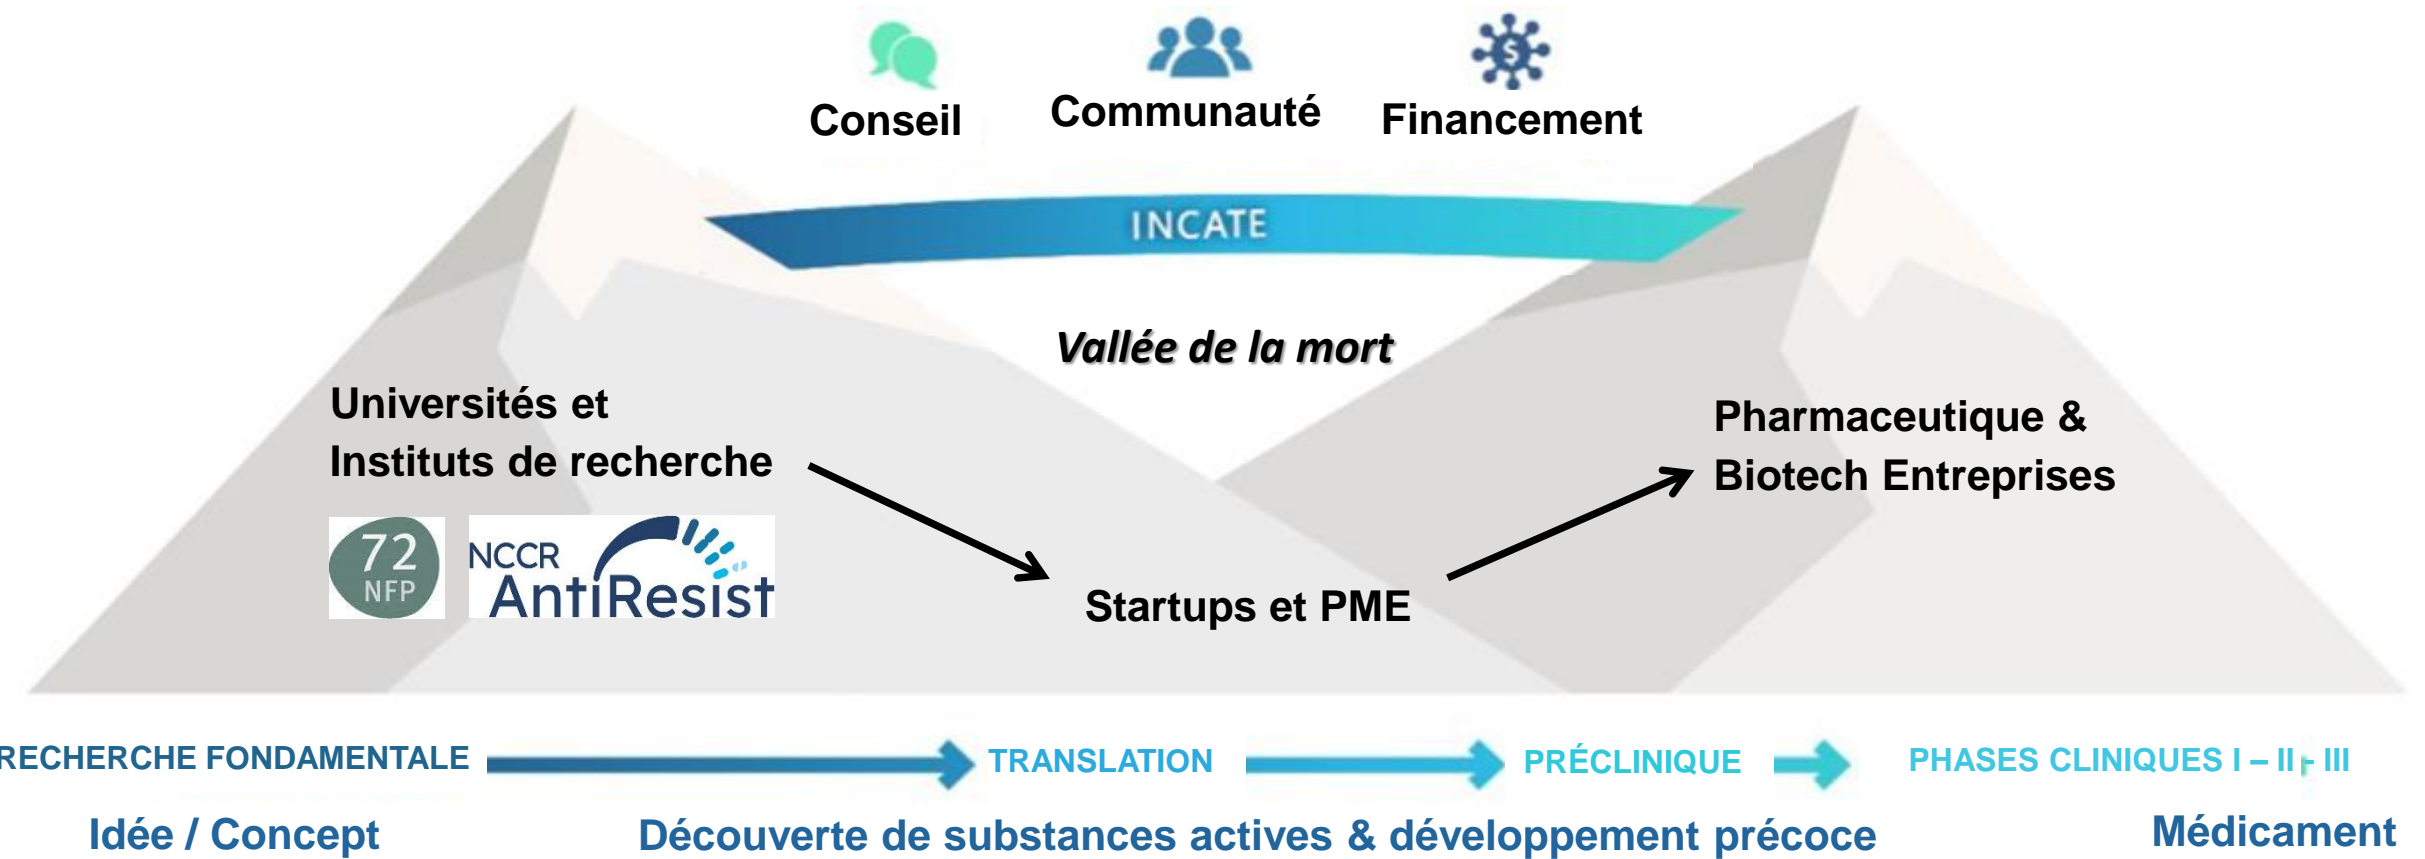 Conseil
Communauté
Financement
INCATE
Vallée de la mort
Universités et
Instituts de recherche
72
NFP
NCCR
AntiResist
Startups et PME
Pharmaceutique &
Biotech Entreprises
RECHERCHE FONDAMENTALE
TRANSLATION
PRÉCLINIQUE
PHASES CLINIQUES I – II – III
Idée / Concept
Découverte de substances actives & développement précoce
Médicament